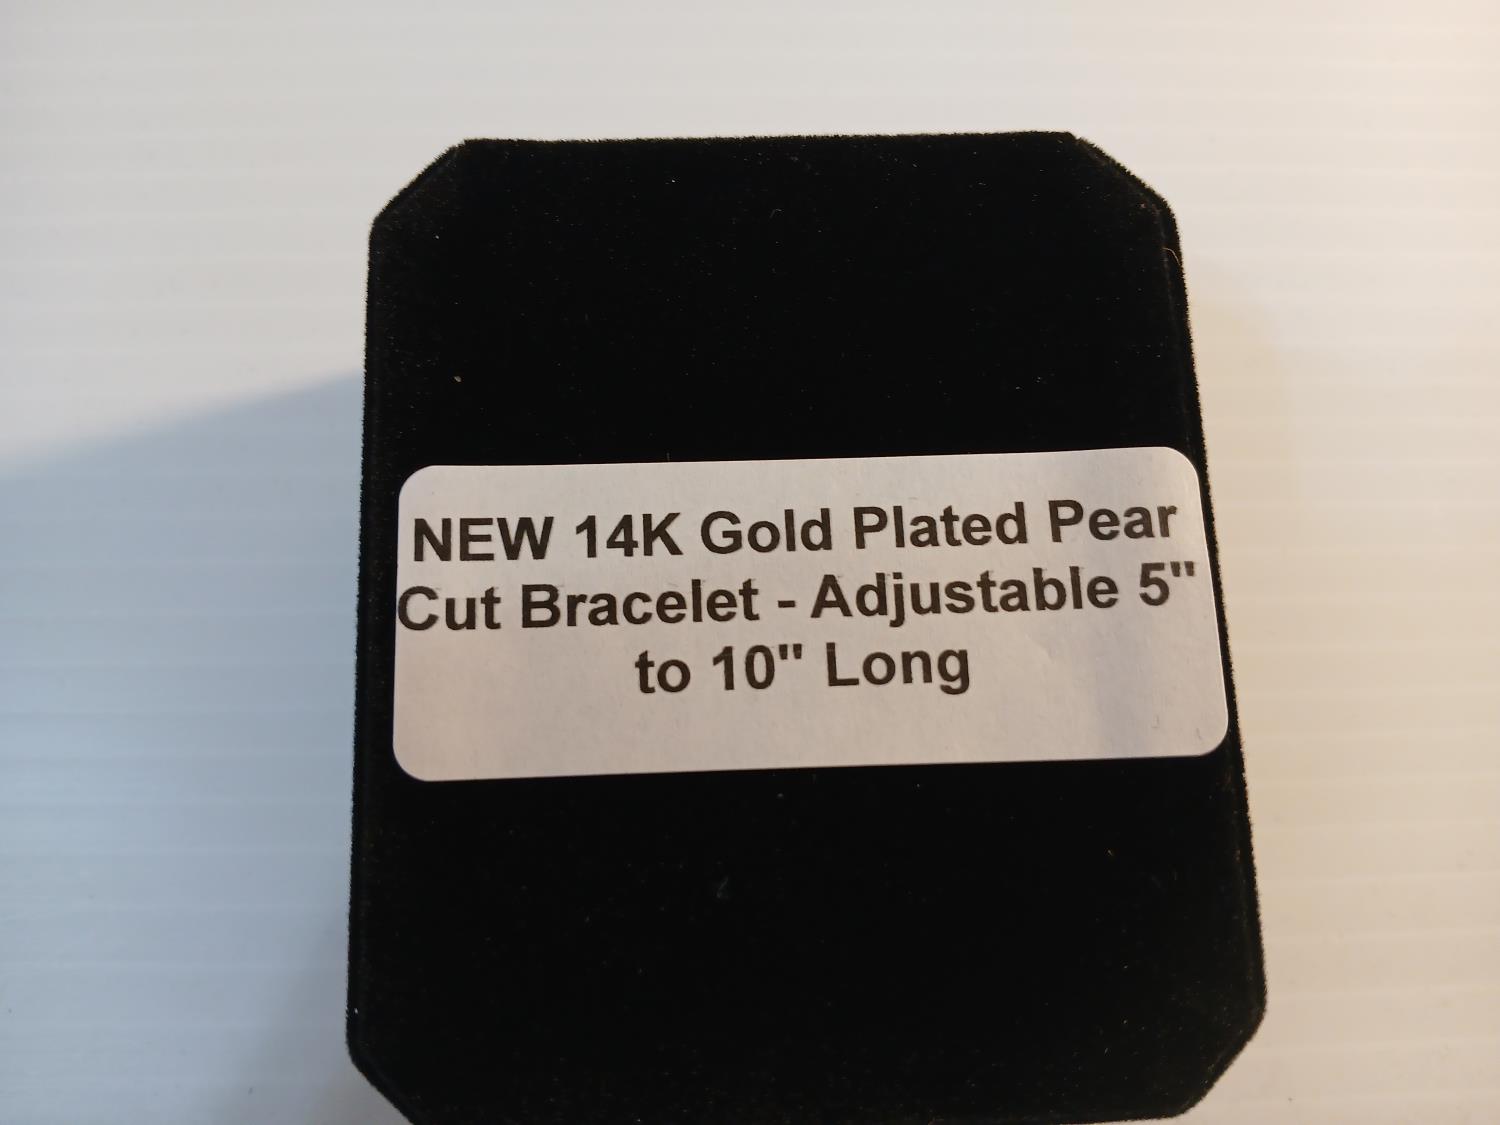 NEW 14K Gold Plated Pear
Cut Bracelet - Adjustable 5"
to 10" Long